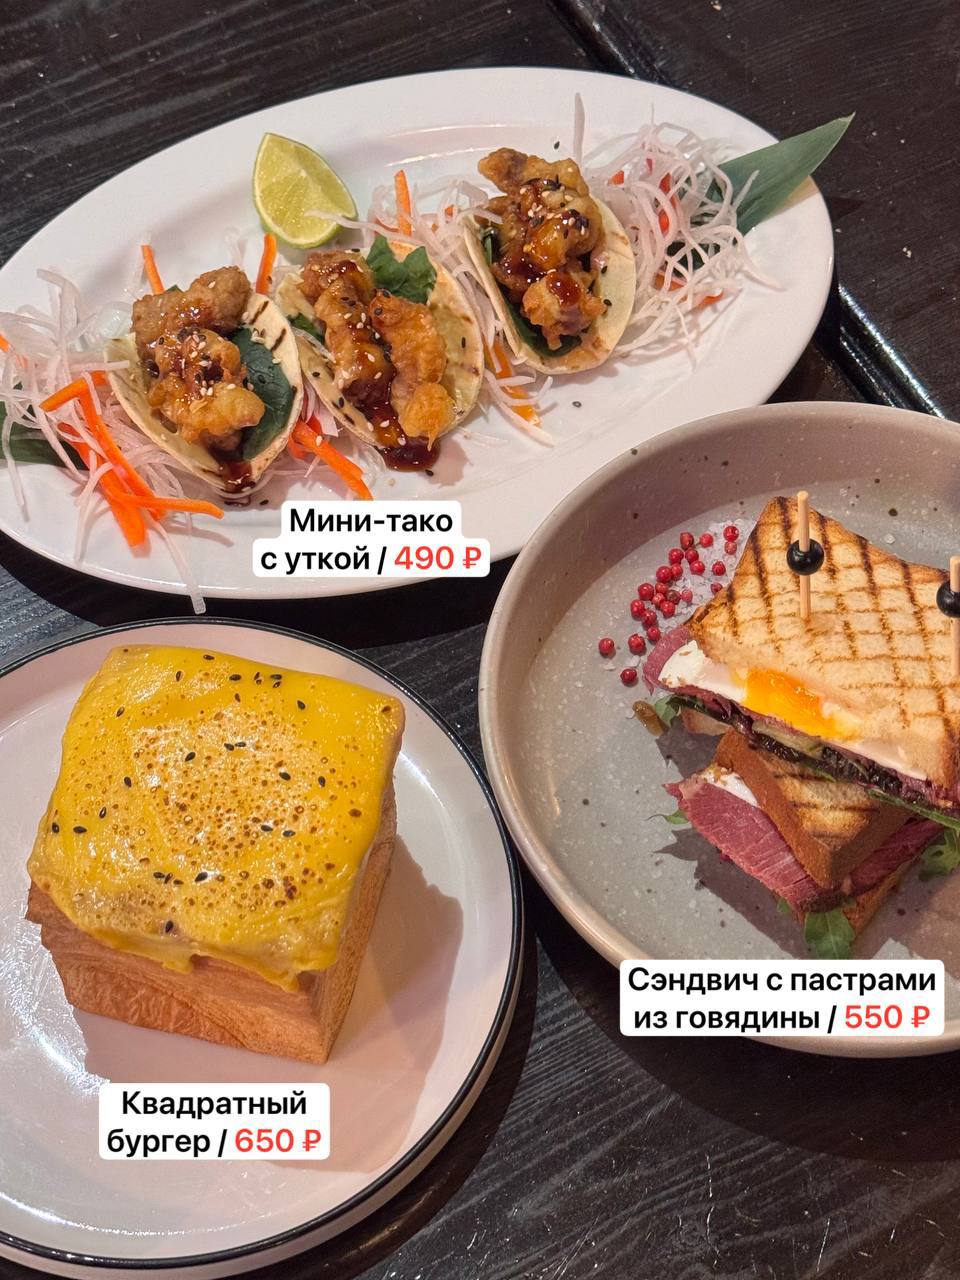 Мини-тако
с уткой / 490 ₽
Сэндвич с пастрами
из говядины / 550 ₽
Квадратный
бургер / 650 ₽